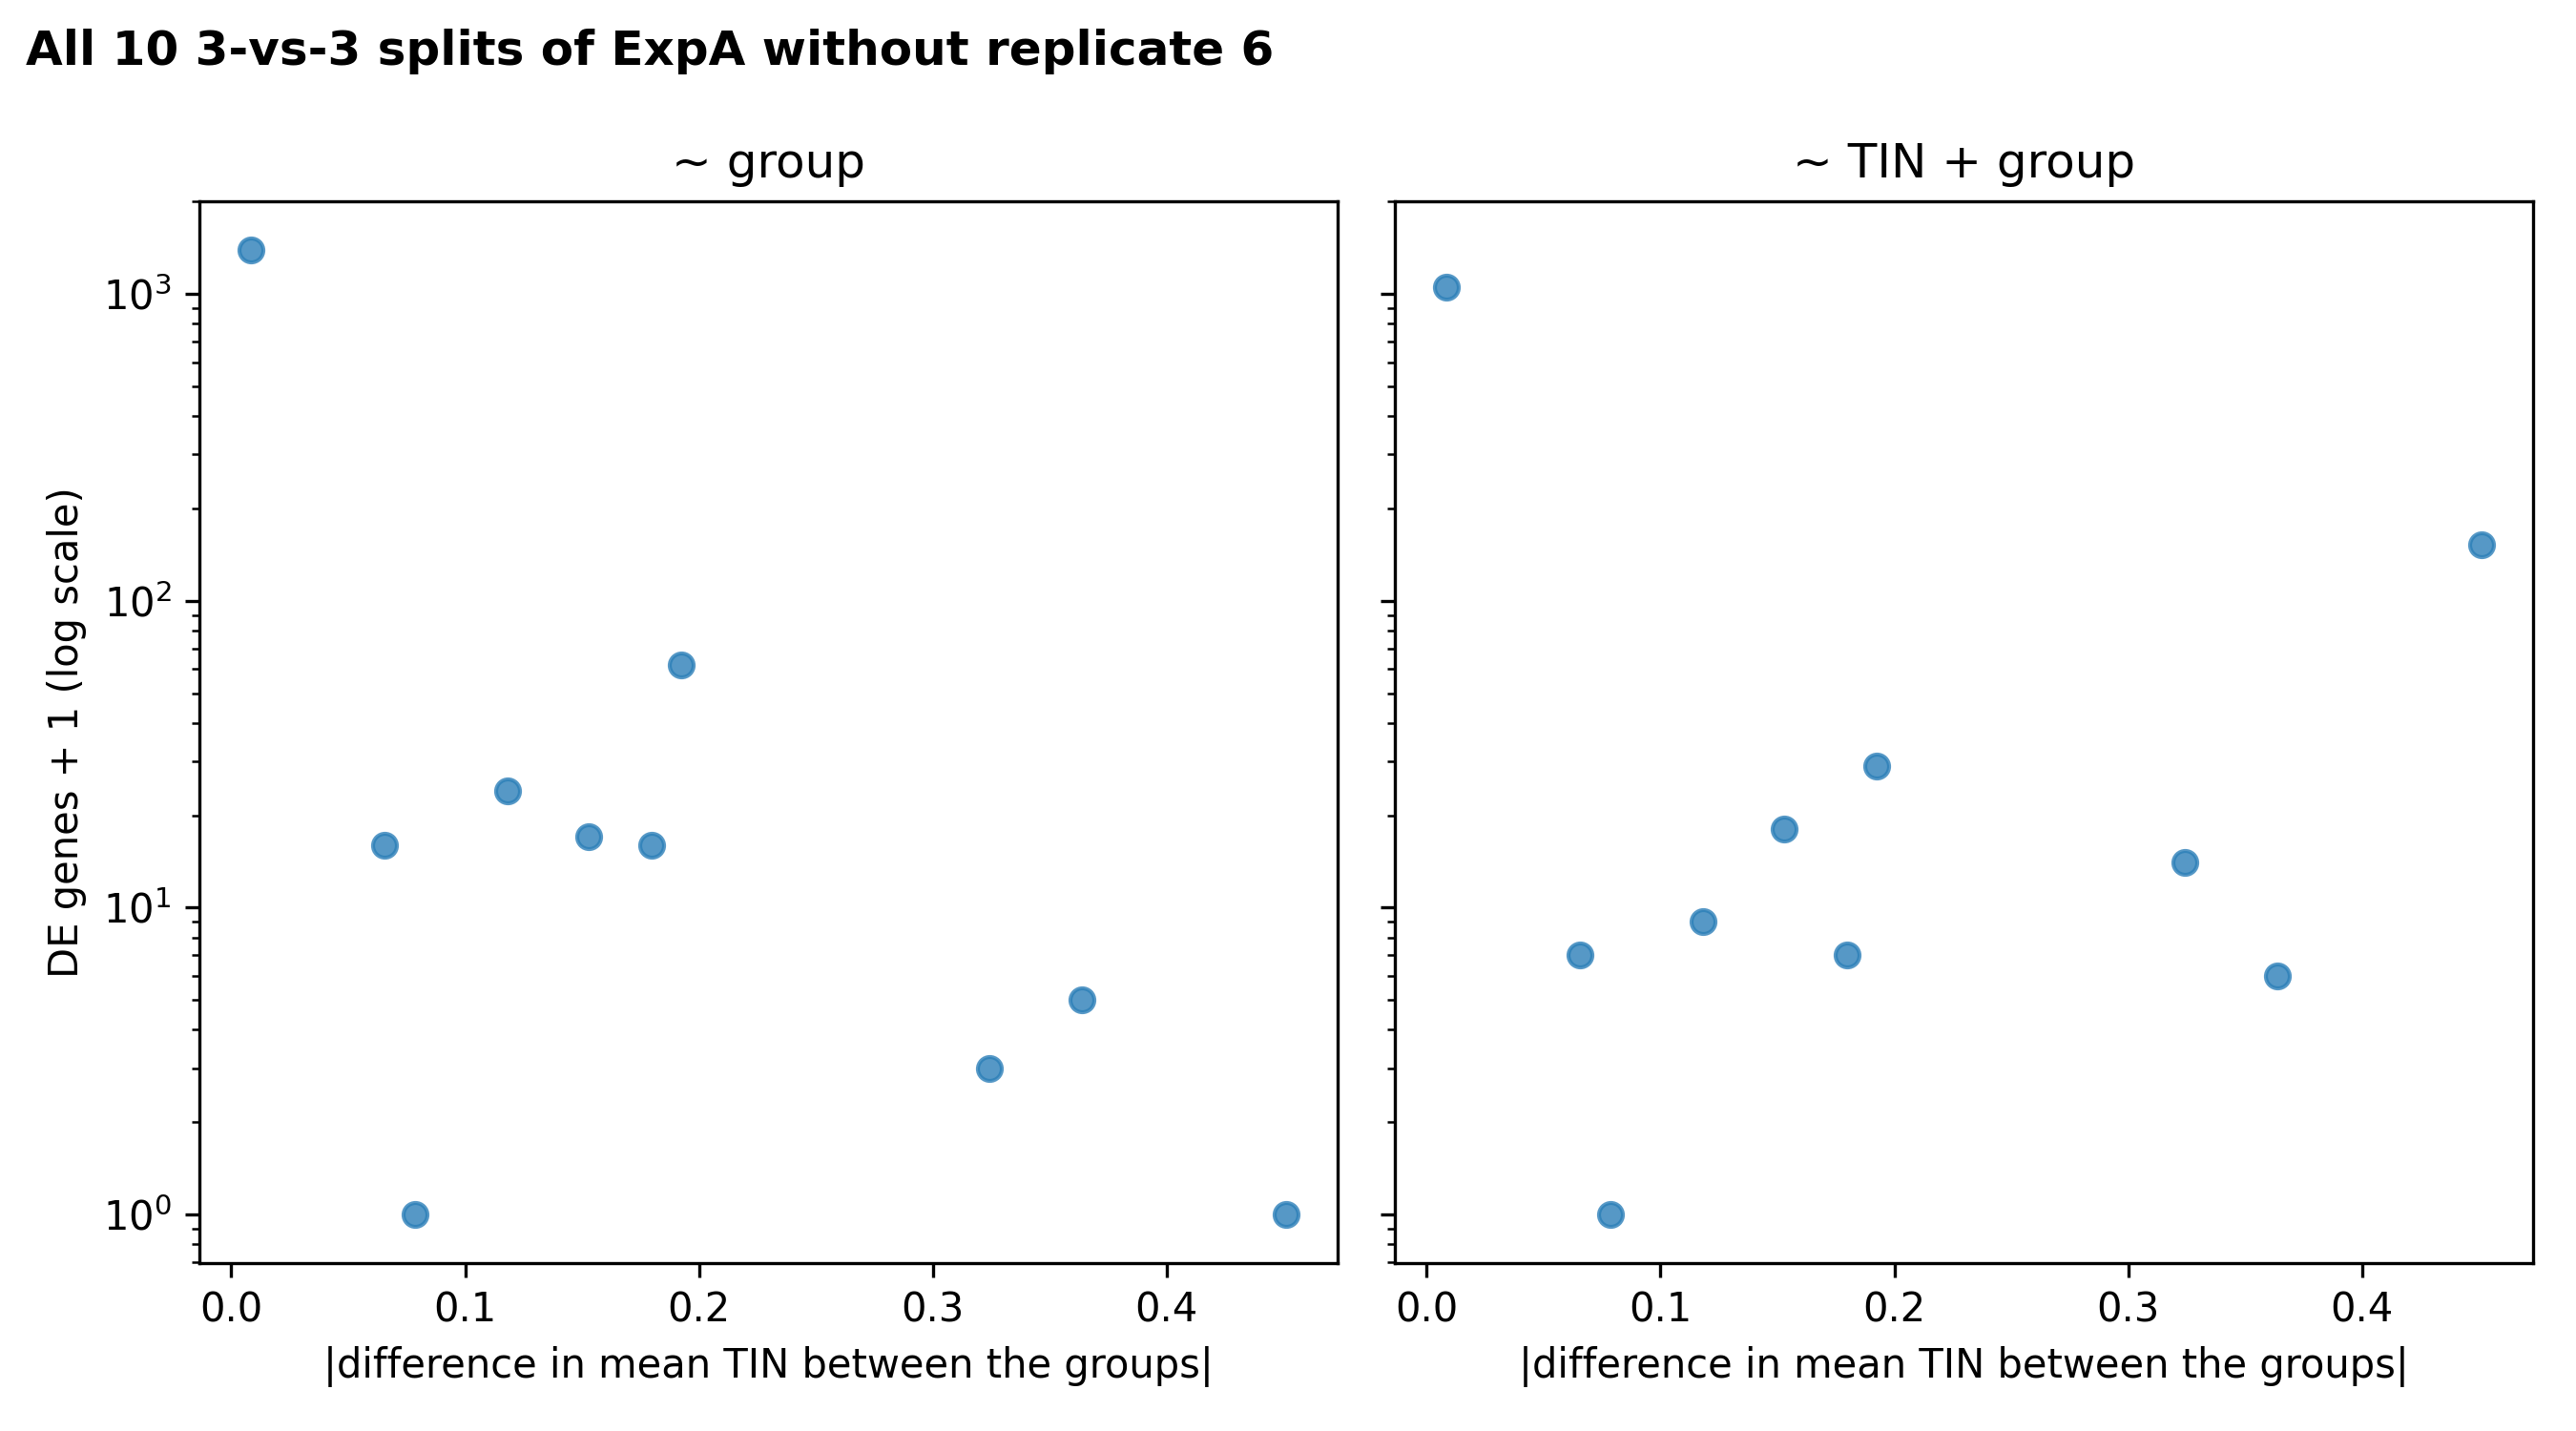 All 10 3-vs-3 splits of ExpA without replicate 6
~ group
~ TIN + group
DE genes + 1 (log scale)
10³
10²
10¹
10⁰
0.0 0.1 0.2 0.3 0.4
0.0 0.1 0.2 0.3 0.4
|difference in mean TIN between the groups|
|difference in mean TIN between the groups|